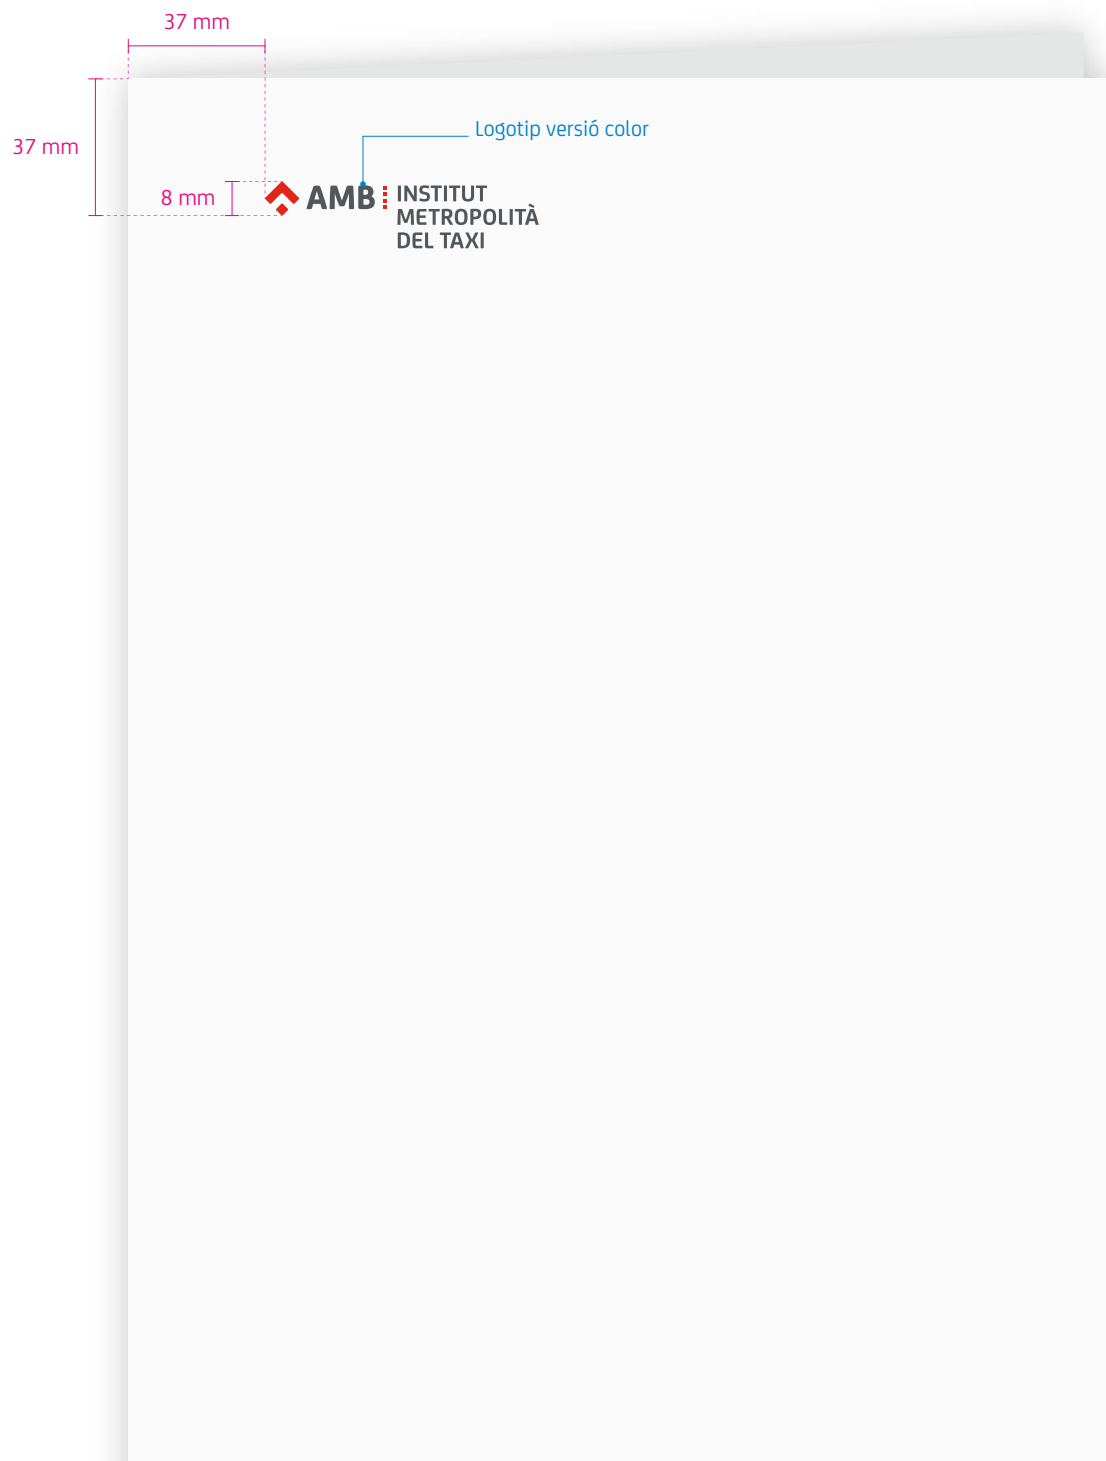 37 mm
37 mm
Logotip versió color
8 mm
AMB
INSTITUT
METROPOLITÀ
DEL TAXI